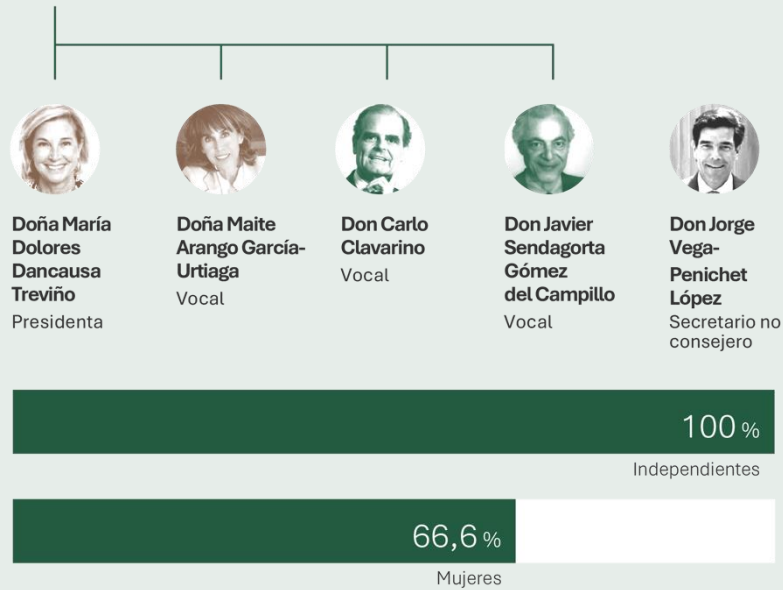 Doña María
Dolores
Dancausa
Treviño
Presidenta
Doña Maite
Arango García-
Urtiaga
Vocal
Don Carlo
Clavarino
Vocal
Don Javier
Sendagorta
Gómez
del Campillo
Vocal
Don Jorge
Vega-
Penichet
López
Secretario no
consejero
100 %
Independientes
66,6 %
Mujeres